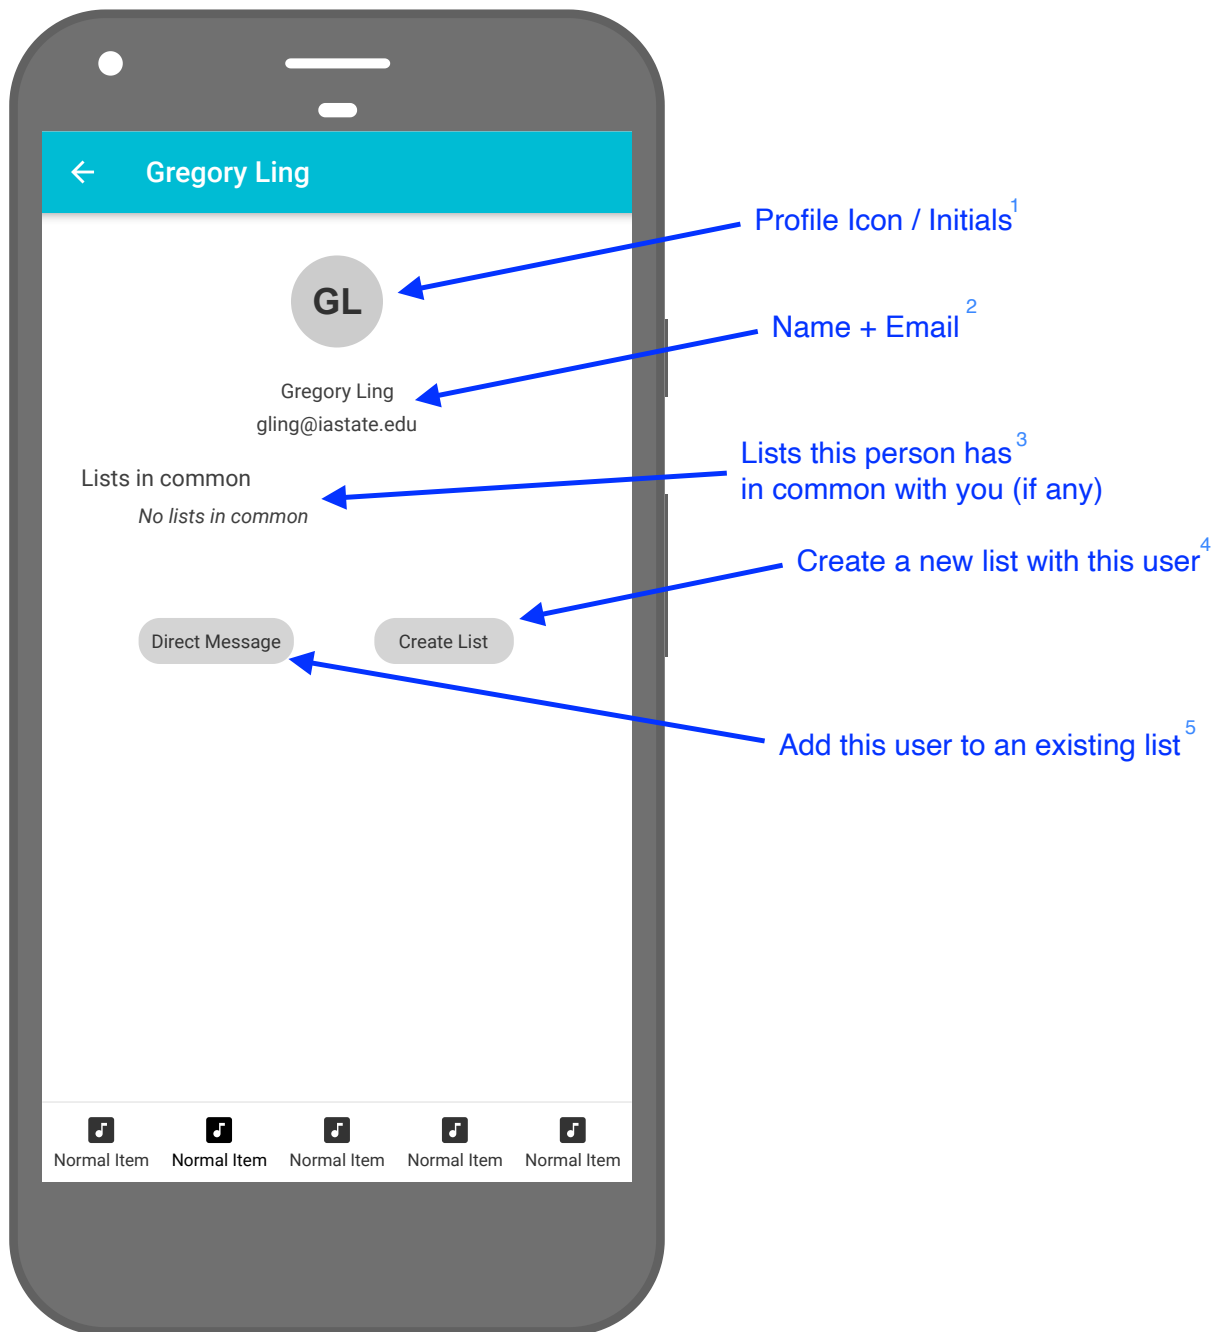 Gregory Ling
Profile Icon / Initials 1
GL
Name + Email 2
Gregory Ling
gling@iastate.edu
Lists this person has 3
in common with you (if any)
Lists in common
No lists in common
Create a new list with this user 4
Direct Message
Create List
Add this user to an existing list 5
Normal Item
Normal Item
Normal Item
Normal Item
Normal Item